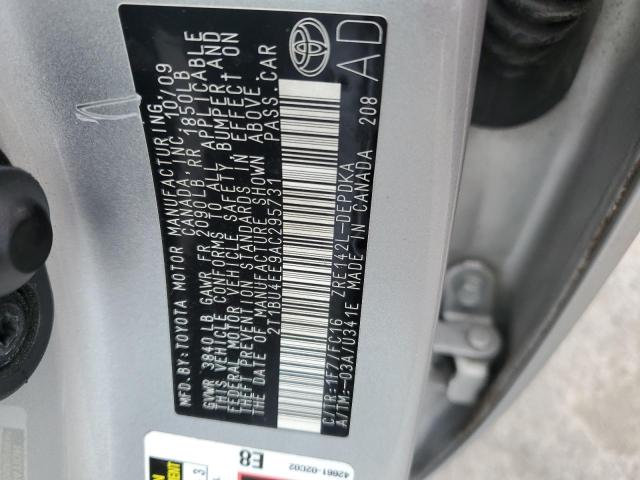 MFD.BY:TOYOTA MOTOR MANUFACTURING
CANADA, INC. 10/09
GVWR 3840LB GAWR FR 2090LB RR 1850LB
THIS VEHICLE CONFORMS TO ALL APPLICABLE
FEDERAL MOTOR VEHICLE SAFETY, BUMPER, AND
THEFT PREVENTION STANDARDS IN EFFECT ON
THE DATE OF MANUFACTURE SHOWN ABOVE.
2T1BU4EE9AC295731 PASS.CAR
C/TR:1F7/FC16 ZRE142L-DEPDKA
A/TM:-03A/U341E MADE IN CANADA 208
AD
E8
42661-02C02
3